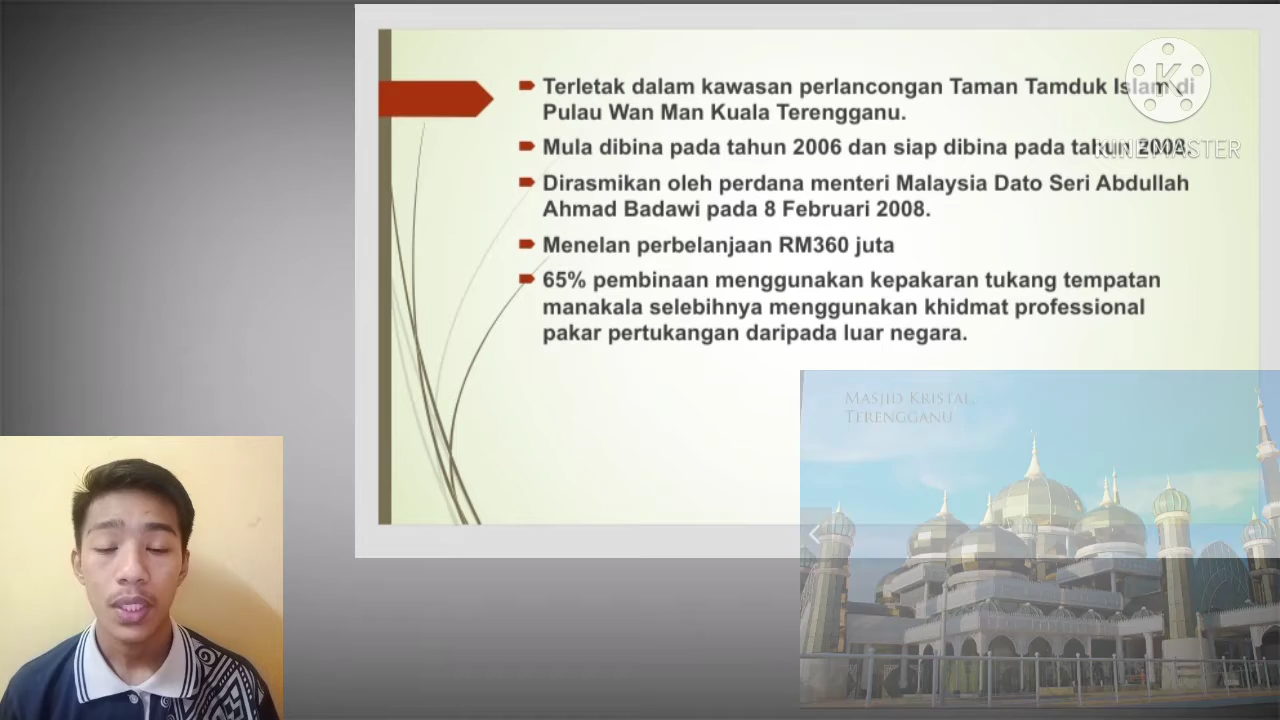 Terletak dalam kawasan perlancongan Taman Tamduk Islam di
Pulau Wan Man Kuala Terengganu.
Mula dibina pada tahun 2006 dan siap dibina pada tahun 2008.
Dirasmikan oleh perdana menteri Malaysia Dato Seri Abdullah
Ahmad Badawi pada 8 Februari 2008.
Menelan perbelanjaan RM360 juta
65% pembinaan menggunakan kepakaran tukang tempatan
manakala selebihnya menggunakan khidmat professional
pakar pertukangan daripada luar negara.
K
KINEMASTER
MASJID KRISTAL,
TERENGGANU